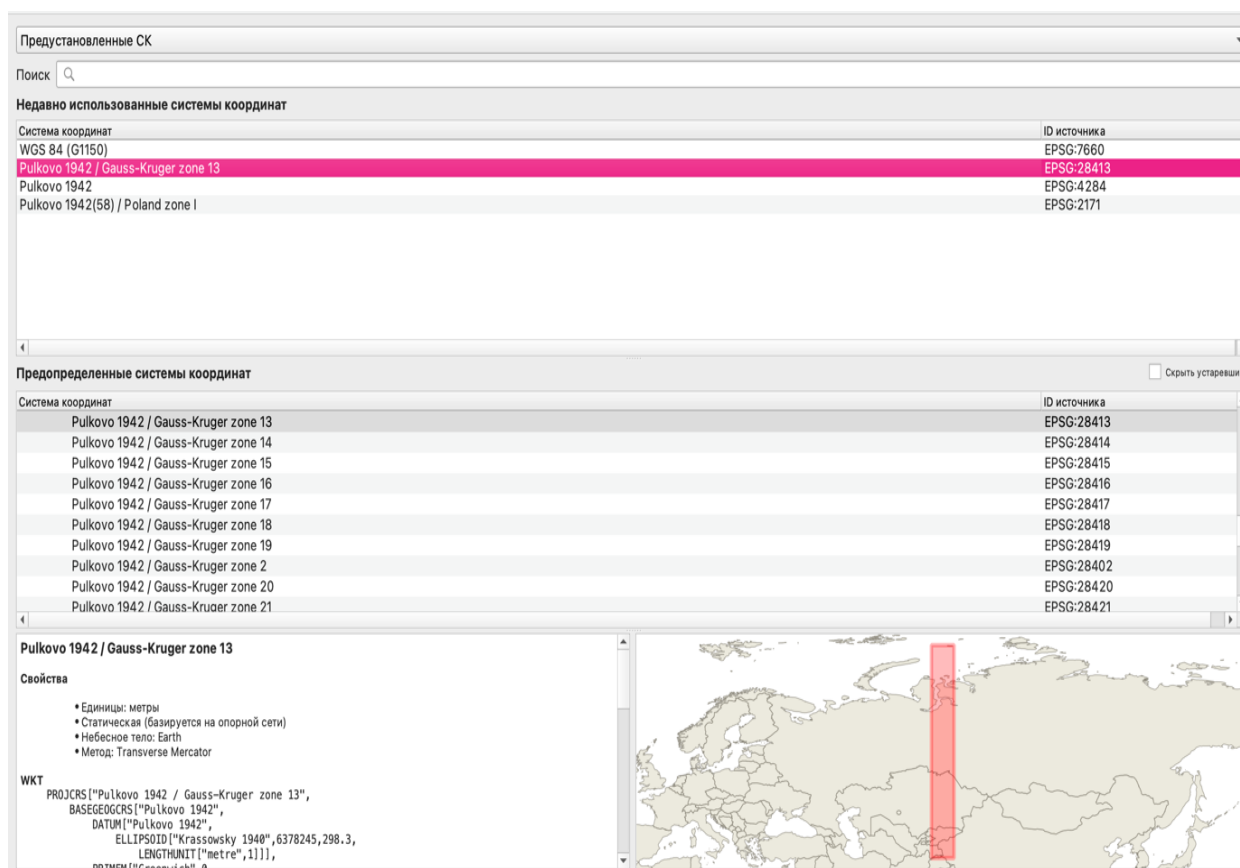 Предустановленные СК
Поиск
Недавно использованные системы координат
Система координат ID источника
WGS 84 (G1150) EPSG:7660
Pulkovo 1942 / Gauss-Kruger zone 13 EPSG:28413
Pulkovo 1942 EPSG:4284
Pulkovo 1942(58) / Poland zone I EPSG:2171
Предопределенные системы координат Скрыть устаревши
Система координат ID источника
Pulkovo 1942 / Gauss-Kruger zone 13 EPSG:28413
Pulkovo 1942 / Gauss-Kruger zone 14 EPSG:28414
Pulkovo 1942 / Gauss-Kruger zone 15 EPSG:28415
Pulkovo 1942 / Gauss-Kruger zone 16 EPSG:28416
Pulkovo 1942 / Gauss-Kruger zone 17 EPSG:28417
Pulkovo 1942 / Gauss-Kruger zone 18 EPSG:28418
Pulkovo 1942 / Gauss-Kruger zone 19 EPSG:28419
Pulkovo 1942 / Gauss-Kruger zone 2 EPSG:28402
Pulkovo 1942 / Gauss-Kruger zone 20 EPSG:28420
Pulkovo 1942 / Gauss-Kruger zone 21 EPSG:28421
Pulkovo 1942 / Gauss-Kruger zone 13
Свойства
• Единицы: метры
• Статическая (базируется на опорной сети)
• Небесное тело: Earth
• Метод: Transverse Mercator
WKT
PROJCRS["Pulkovo 1942 / Gauss-Kruger zone 13",
BASEGEOGCRS["Pulkovo 1942",
DATUM["Pulkovo 1942",
ELLIPSOID["Krassowsky 1940",6378245,298.3,
LENGTHUNIT["metre",1]]],
PRIMEM["Greenwich",0,